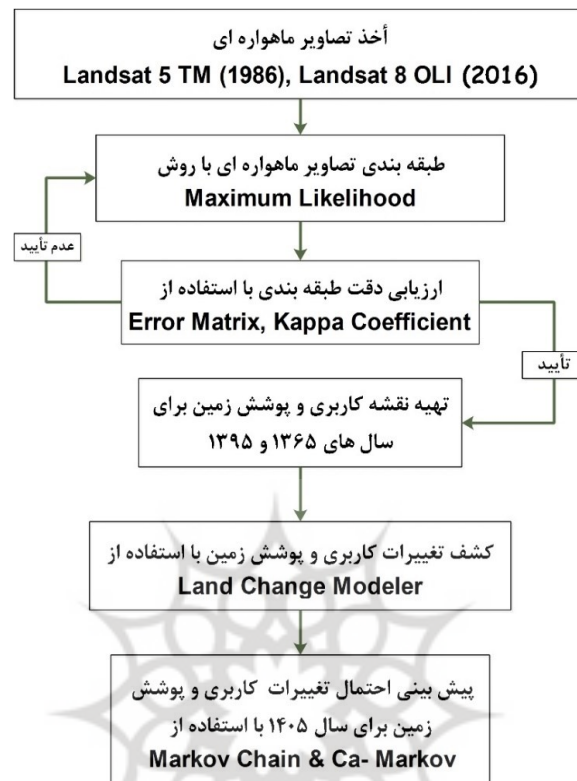 أخذ تصاویر ماهواره ای
Landsat 5 TM (1986), Landsat 8 OLI (2016)
طبقه بندی تصاویر ماهواره ای با روش
Maximum Likelihood
عدم تأیید
ارزیابی دقت طبقه بندی با استفاده از
Error Matrix, Kappa Coefficient
تأیید
تهیه نقشه کاربری و پوشش زمین برای
سال های ۱۳۶۵ و ۱۳۹۵
کشف تغییرات کاربری و پوشش زمین با استفاده از
Land Change Modeler
پیش بینی احتمال تغییرات کاربری و پوشش
زمین برای سال ۱۴۰۵ با استفاده از
Markov Chain & Ca- Markov